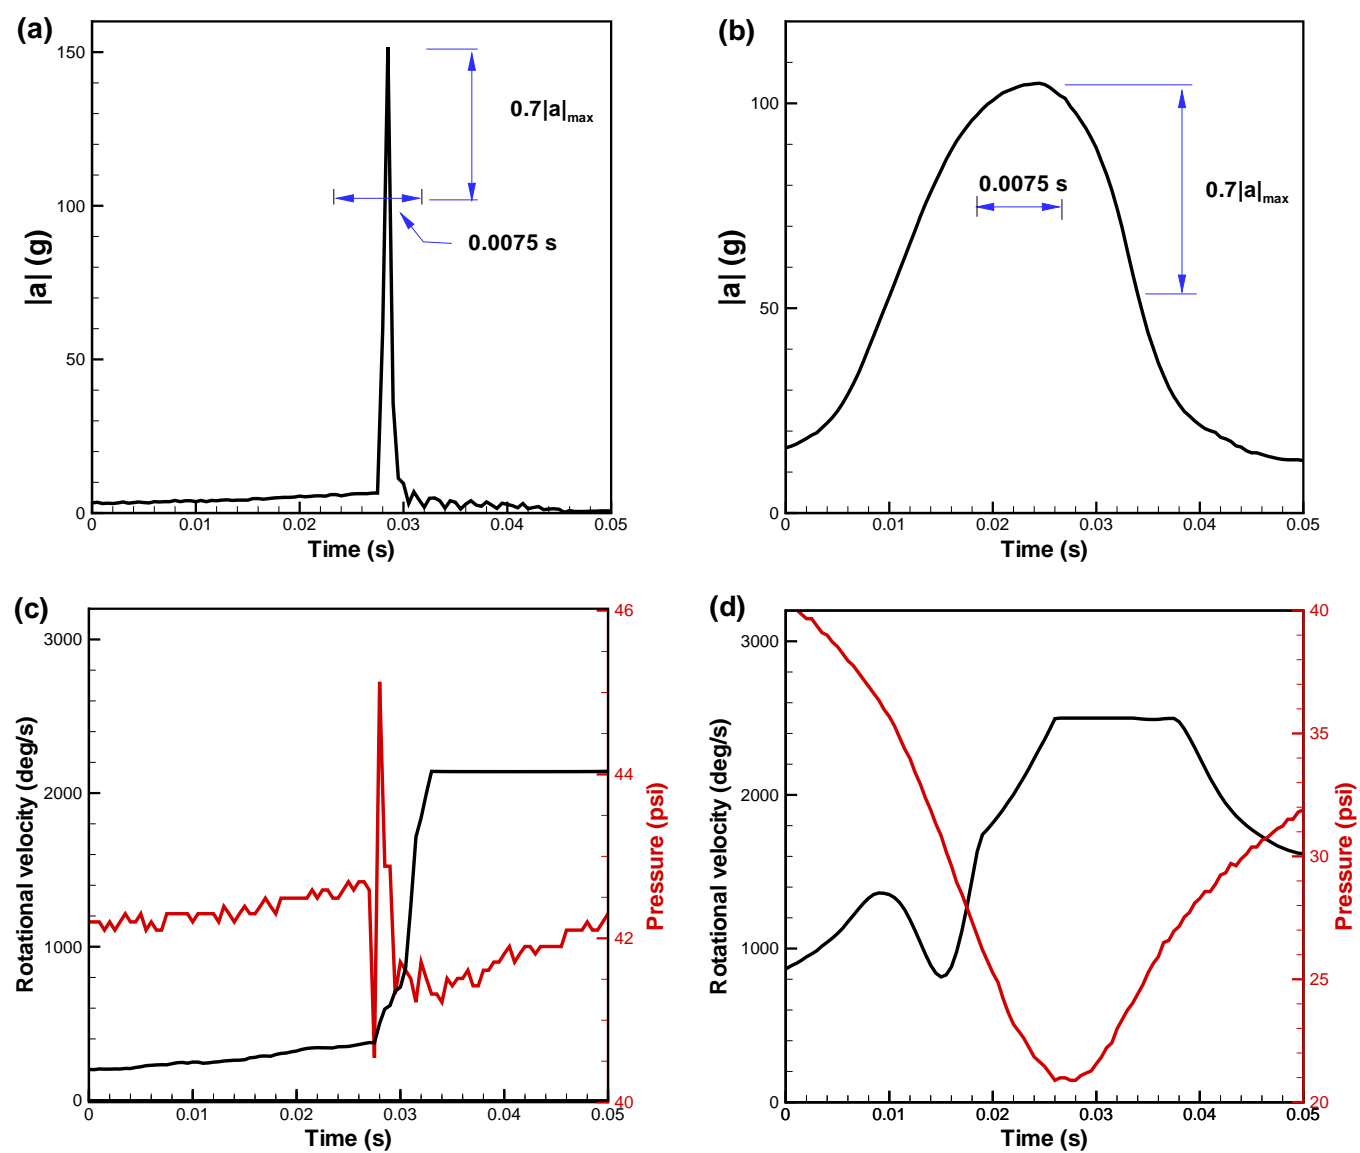 (a)
150
100
50
0
|a| (g)
0.7|a|max
0.0075 s
0 0.01 0.02 0.03 0.04 0.05
Time (s)
(b)
100
50
0
|a| (g)
0.0075 s
0.7|a|max
0 0.01 0.02 0.03 0.04 0.05
Time (s)
(c)
3000
2000
1000
0
Rotational velocity (deg/s)
46
44
42
40
Pressure (psi)
0 0.01 0.02 0.03 0.04 0.05
Time (s)
(d)
3000
2000
1000
0
Rotational velocity (deg/s)
40
35
30
25
20
Pressure (psi)
0 0.01 0.02 0.03 0.04 0.05
Time (s)